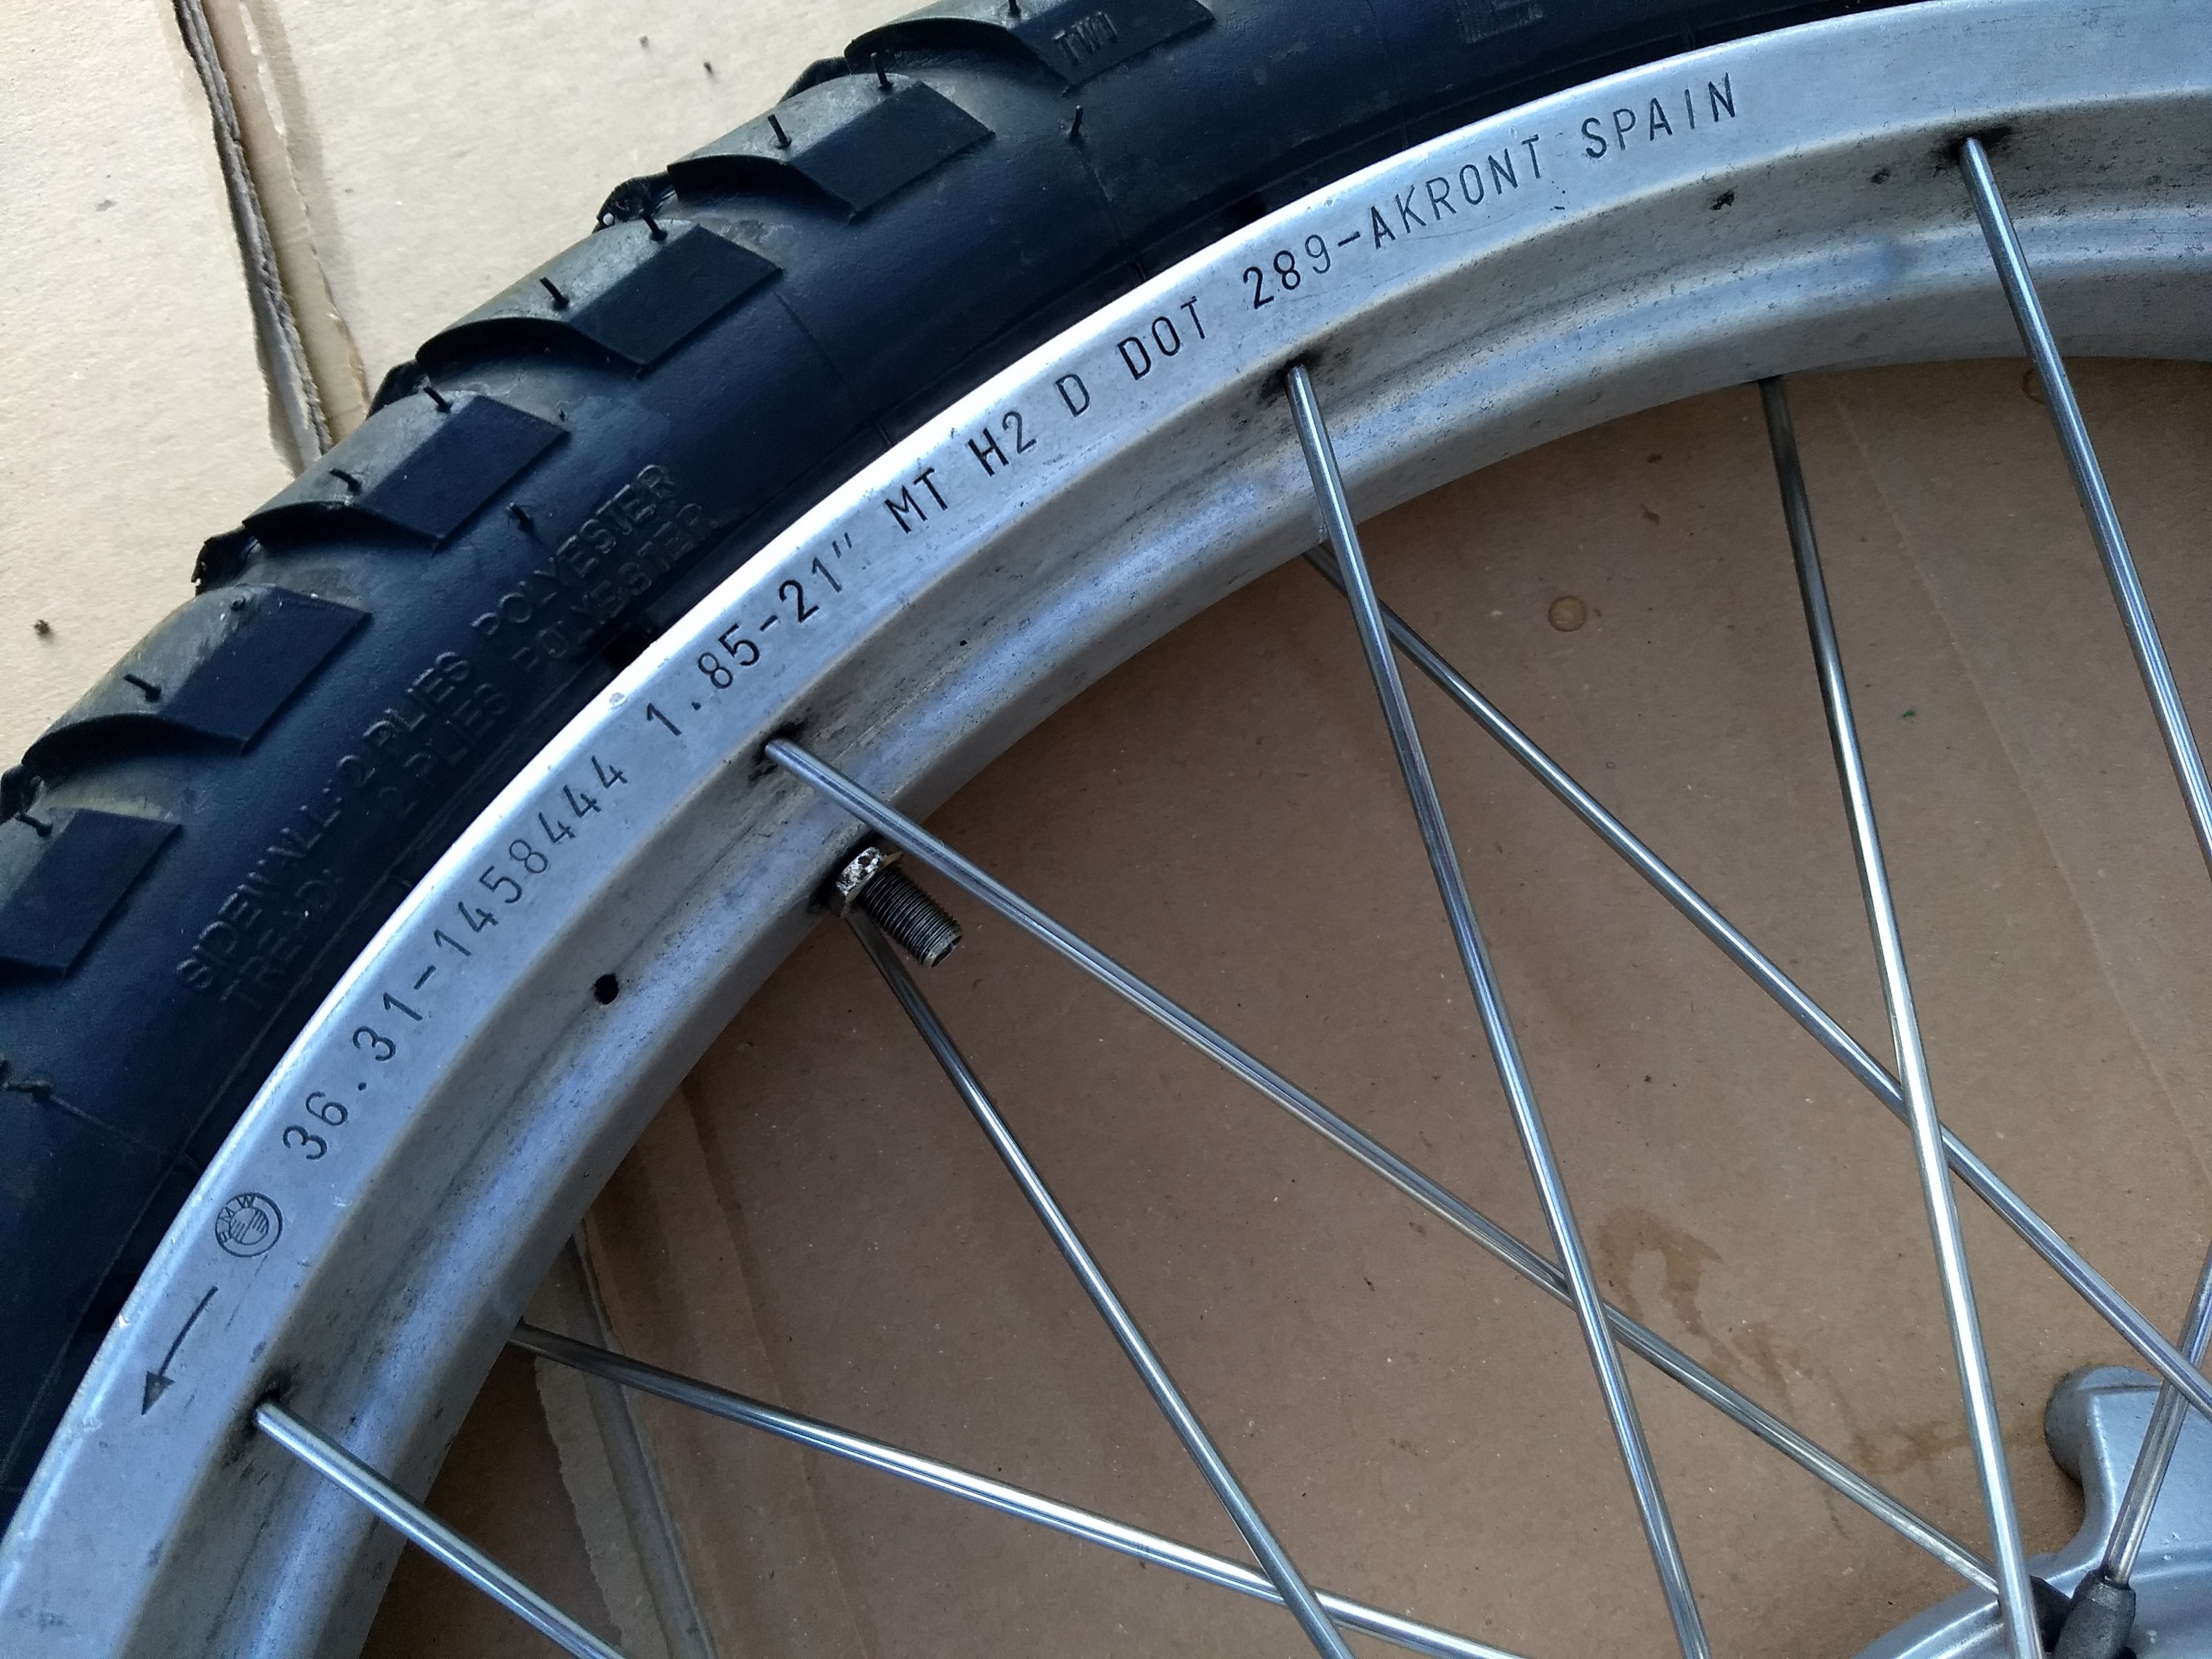 TWI
SIDEWALL: 2 PLIES POLYESTER
TREAD: 2 PLIES POLYESTER
BMW 36.31-1458444 1.85-21" MT H2 D DOT 289-AKRONT SPAIN